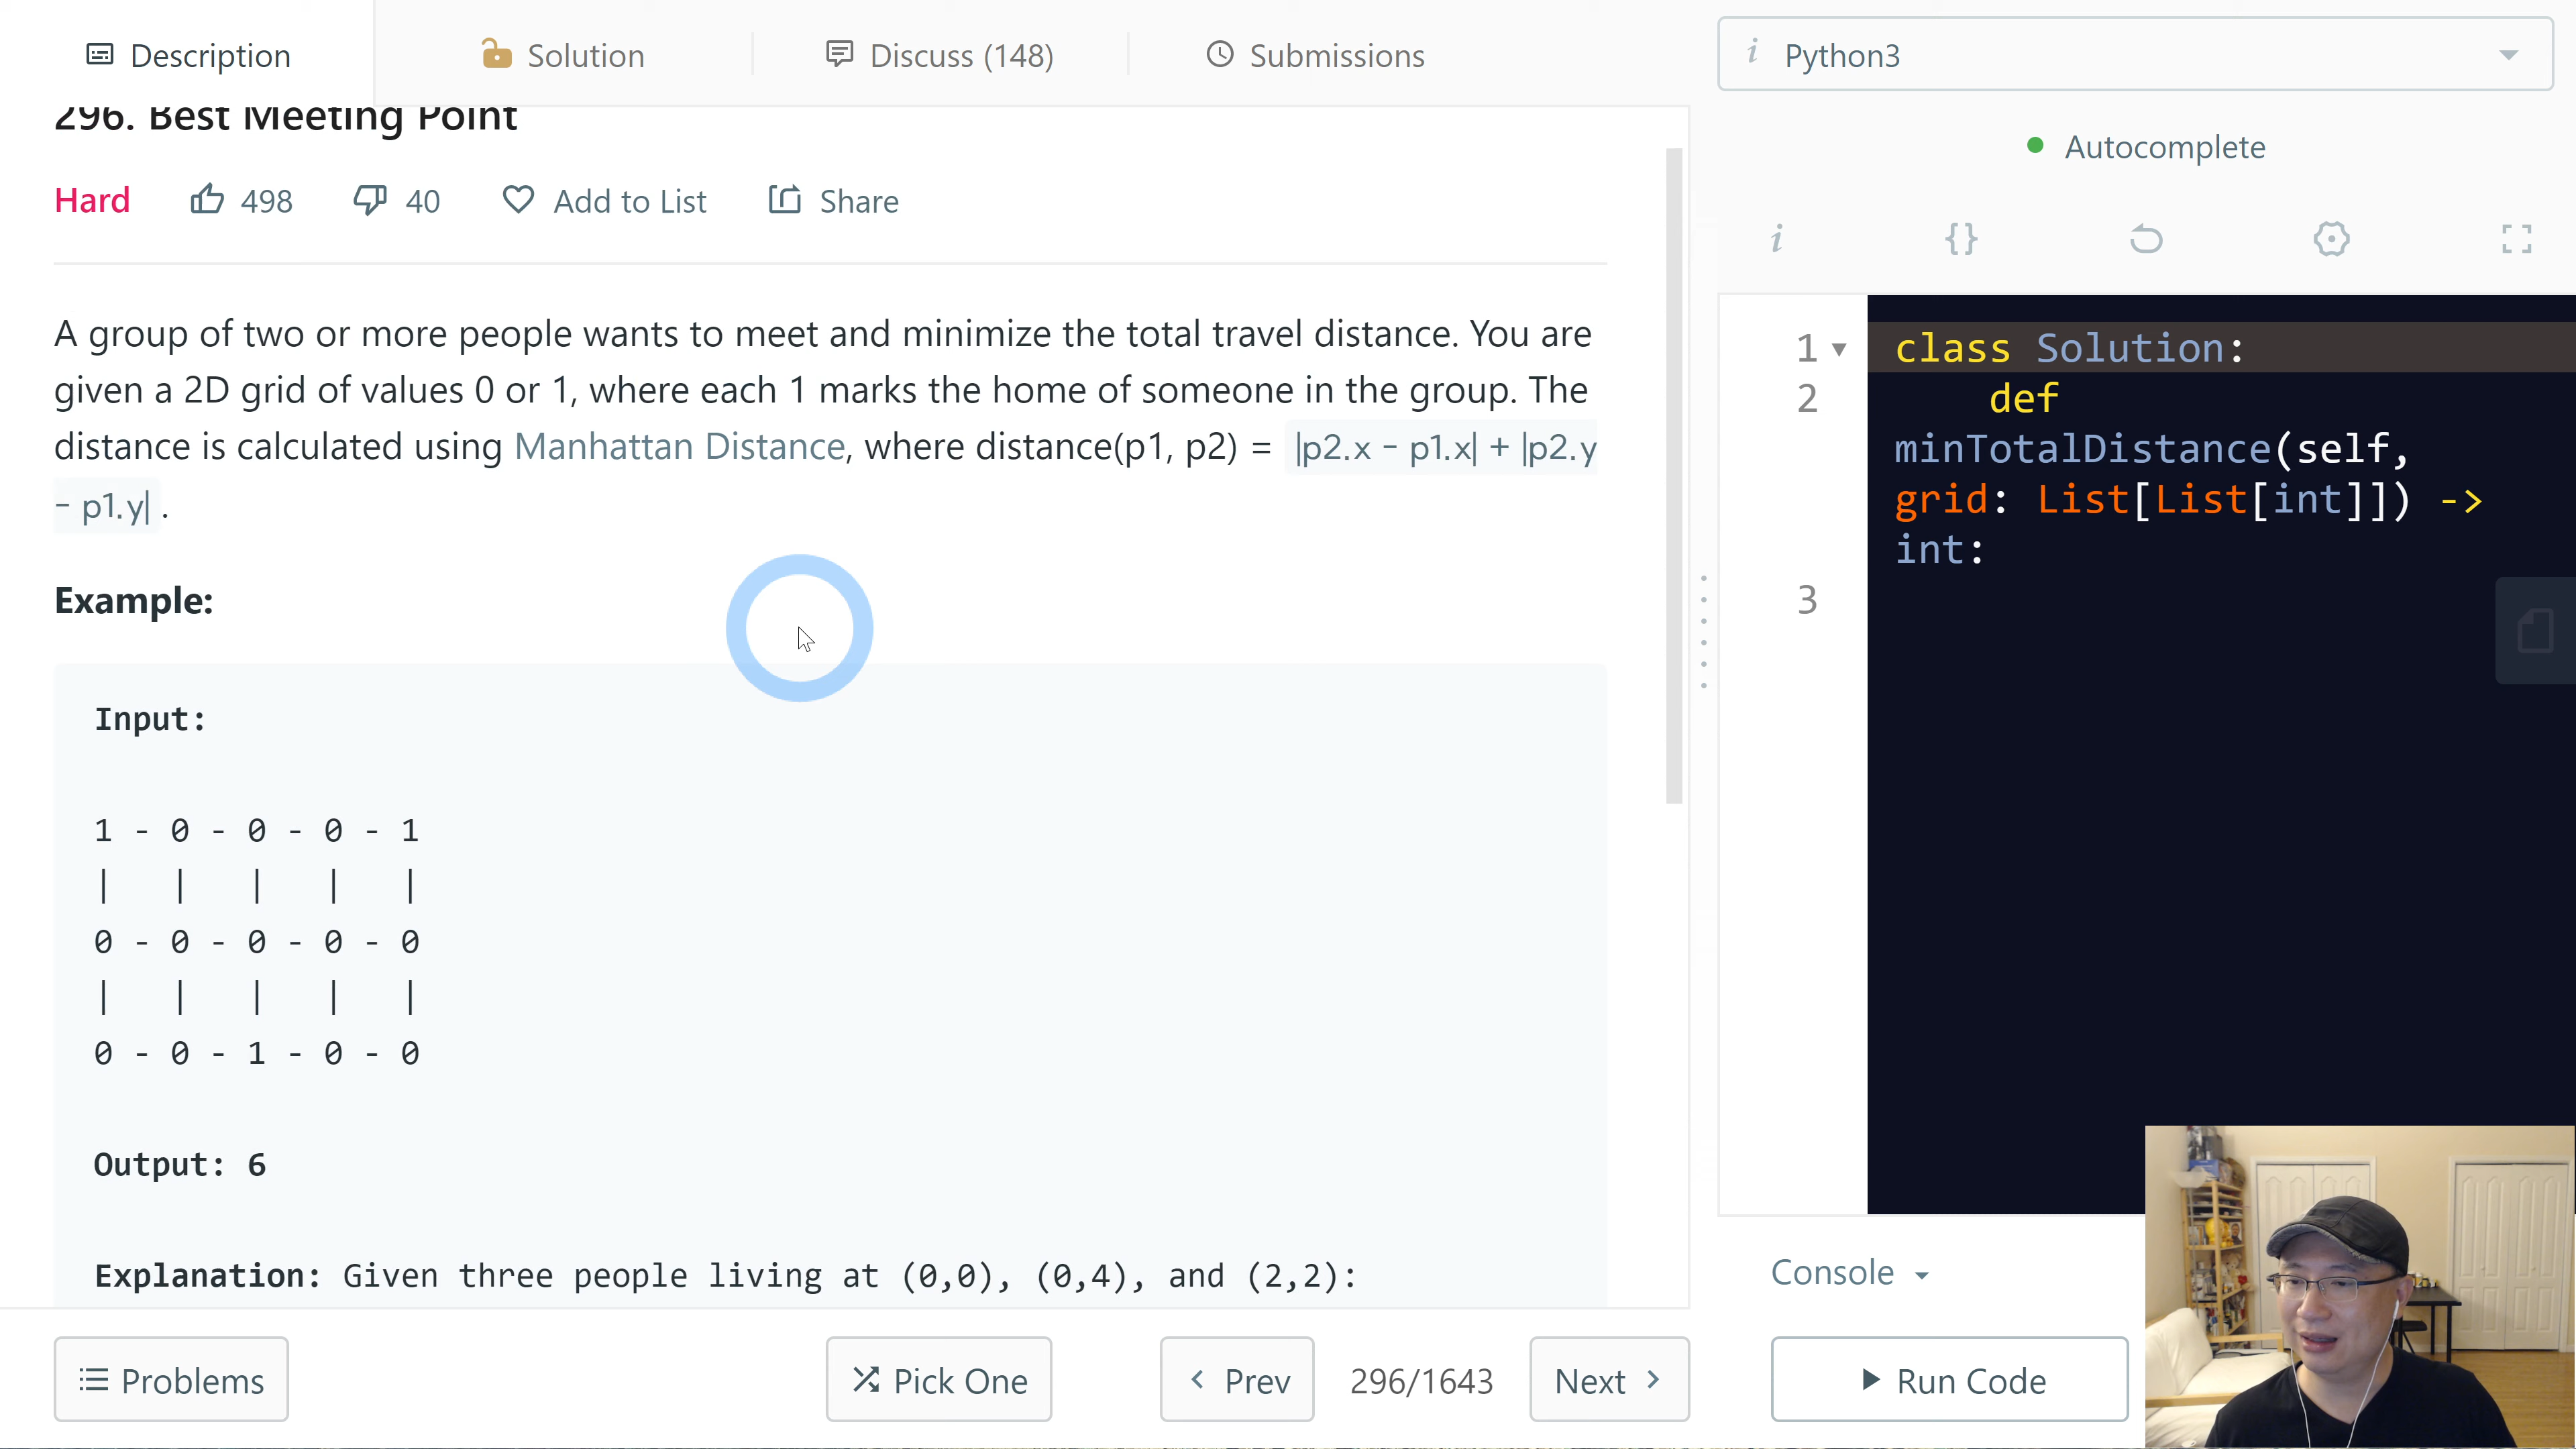 Description
Solution
Discuss (148)
Submissions
i Python3
296. Best Meeting Point
Autocomplete
Hard 498 40 Add to List Share
i {}
A group of two or more people wants to meet and minimize the total travel distance. You are
given a 2D grid of values 0 or 1, where each 1 marks the home of someone in the group. The
distance is calculated using Manhattan Distance, where distance(p1, p2) = |p2.x - p1.x| + |p2.y
- p1.y| .
Example:
Input:
1 - 0 - 0 - 0 - 1
|   |   |   |   |
0 - 0 - 0 - 0 - 0
|   |   |   |   |
0 - 0 - 1 - 0 - 0
Output: 6
Explanation: Given three people living at (0,0), (0,4), and (2,2):
1 class Solution:
2     def
minTotalDistance(self,
grid: List[List[int]]) ->
int:
3
Console
Problems
Pick One
Prev
296/1643
Next
Run Code